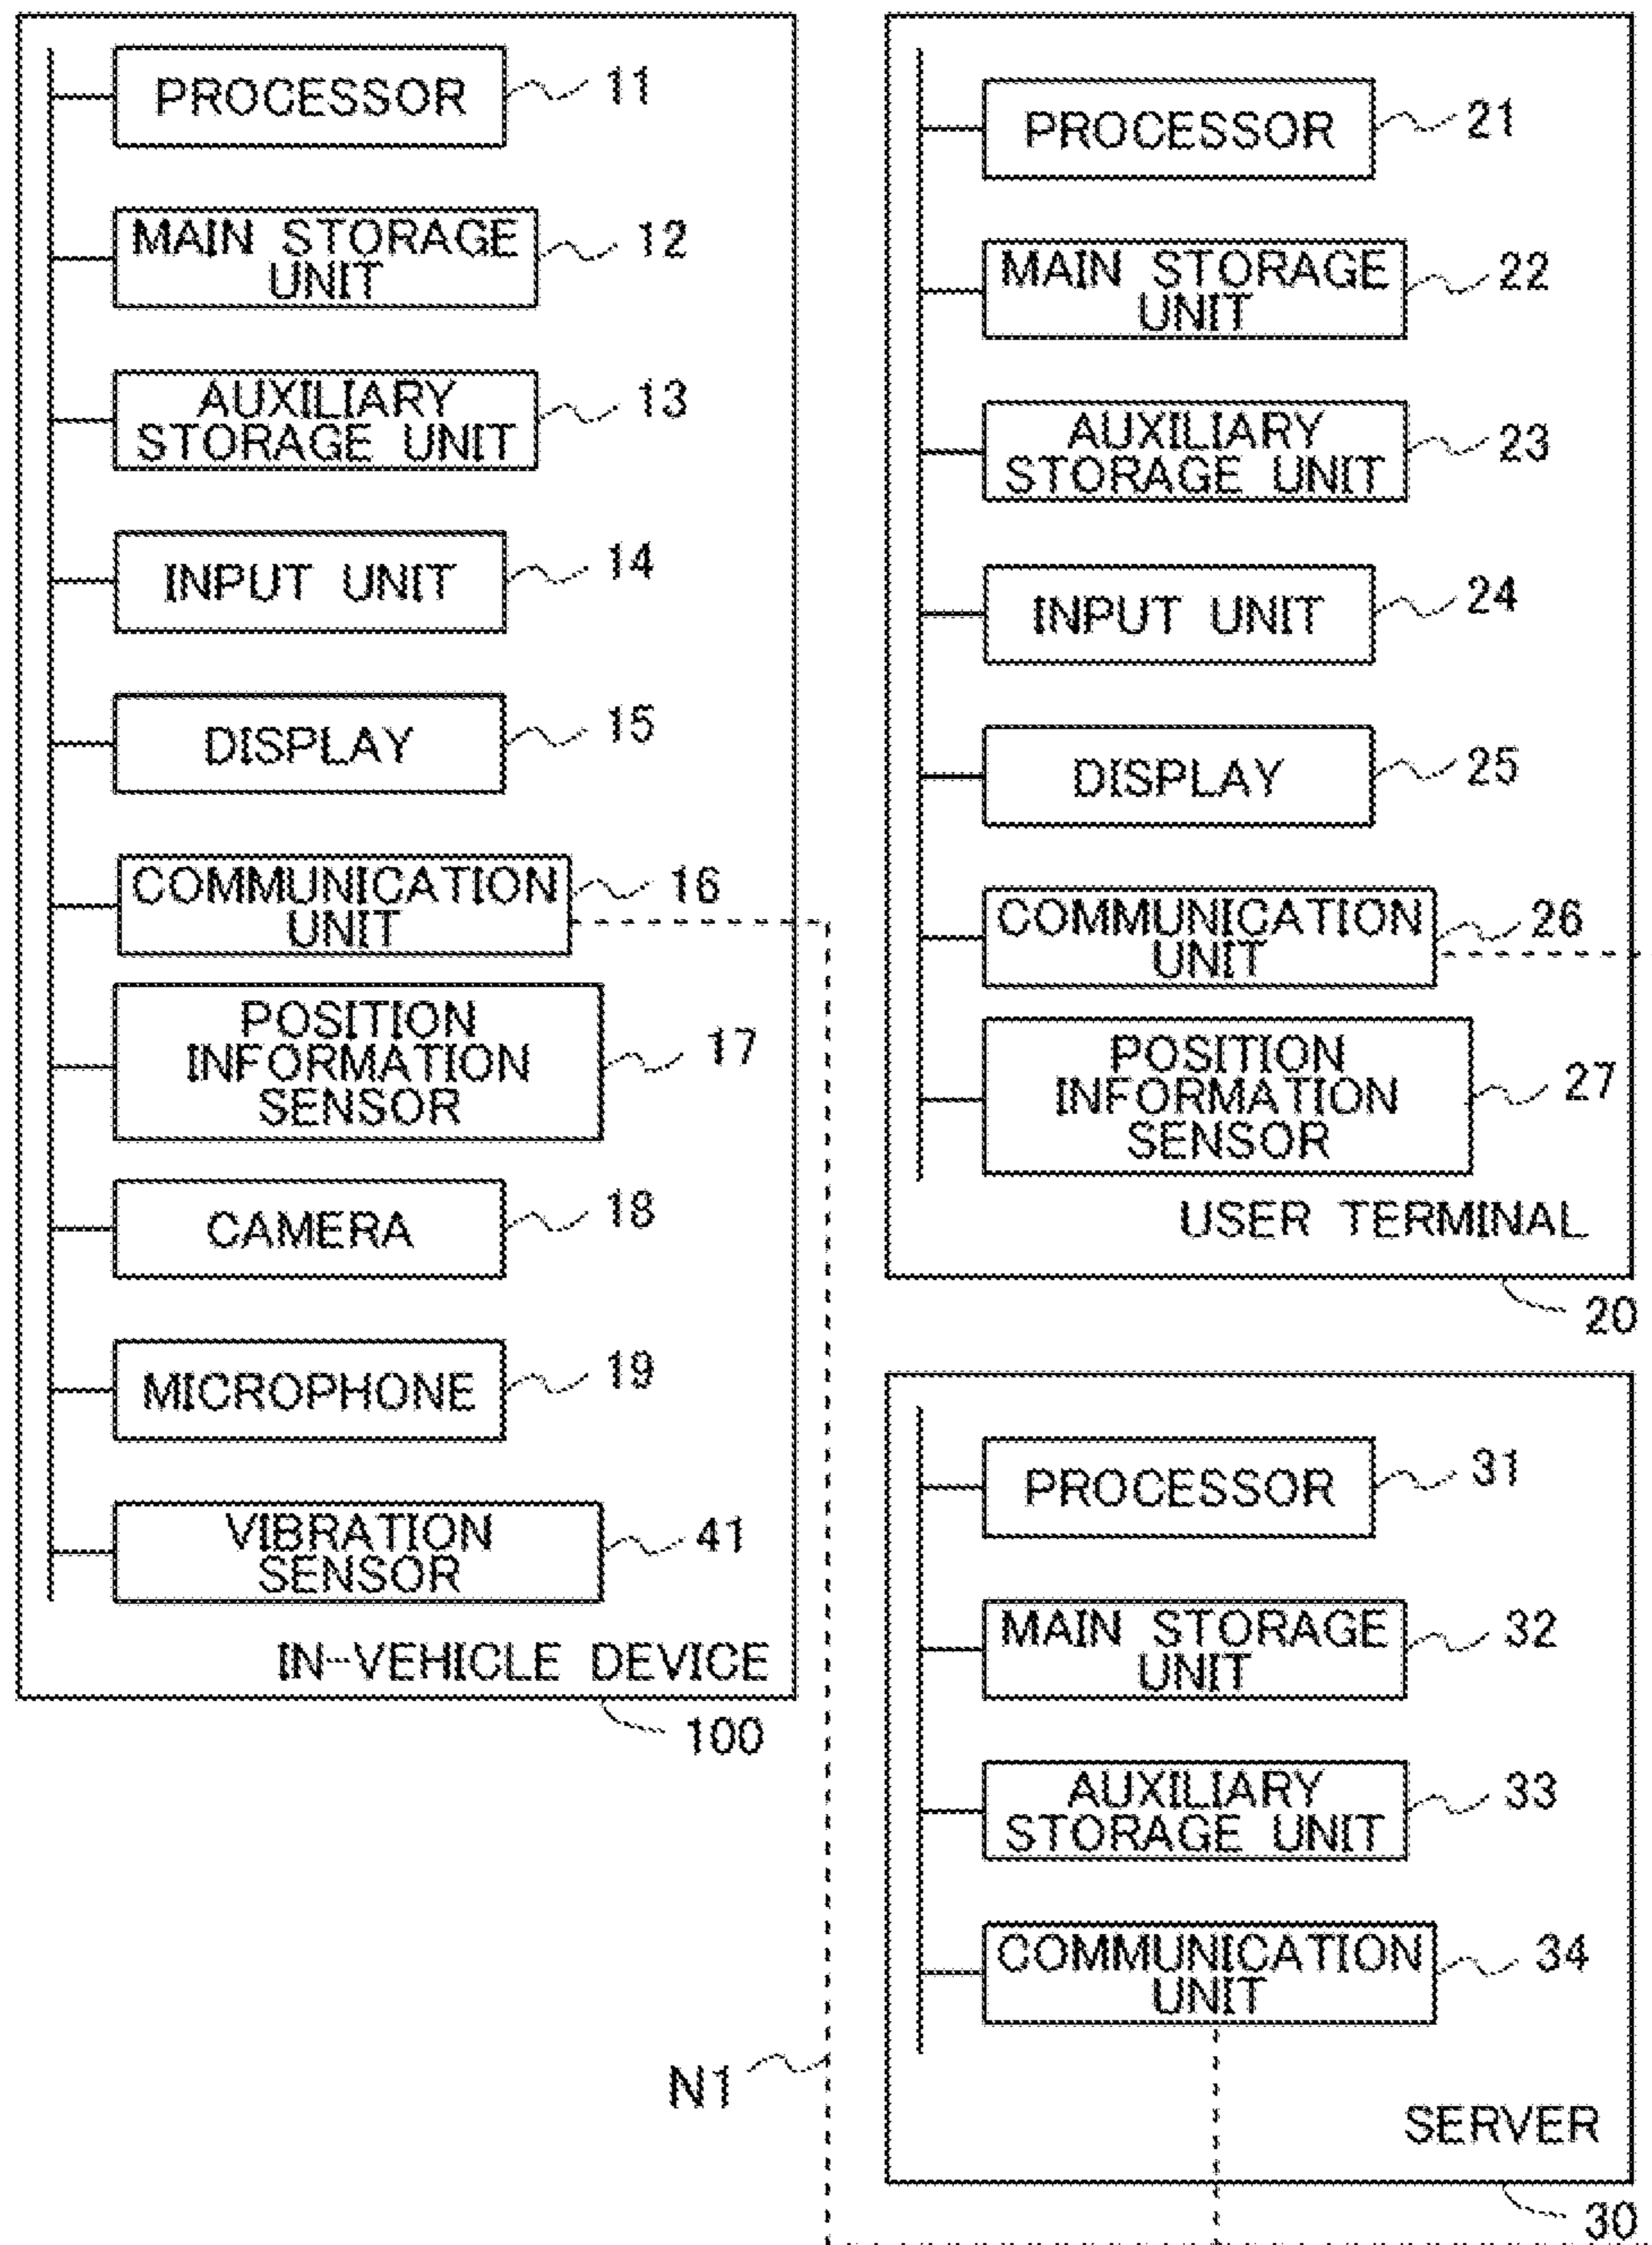 PROCESSOR
11
MAIN STORAGE
UNIT
12
AUXILIARY
STORAGE UNIT
13
INPUT UNIT
14
DISPLAY
15
COMMUNICATION
UNIT
16
POSITION
INFORMATION
SENSOR
17
CAMERA
18
MICROPHONE
19
VIBRATION
SENSOR
41
IN-VEHICLE DEVICE
100
PROCESSOR
21
MAIN STORAGE
UNIT
22
AUXILIARY
STORAGE UNIT
23
INPUT UNIT
24
DISPLAY
25
COMMUNICATION
UNIT
26
POSITION
INFORMATION
SENSOR
27
USER TERMINAL
20
PROCESSOR
31
MAIN STORAGE
UNIT
32
AUXILIARY
STORAGE UNIT
33
COMMUNICATION
UNIT
34
N1
SERVER
30